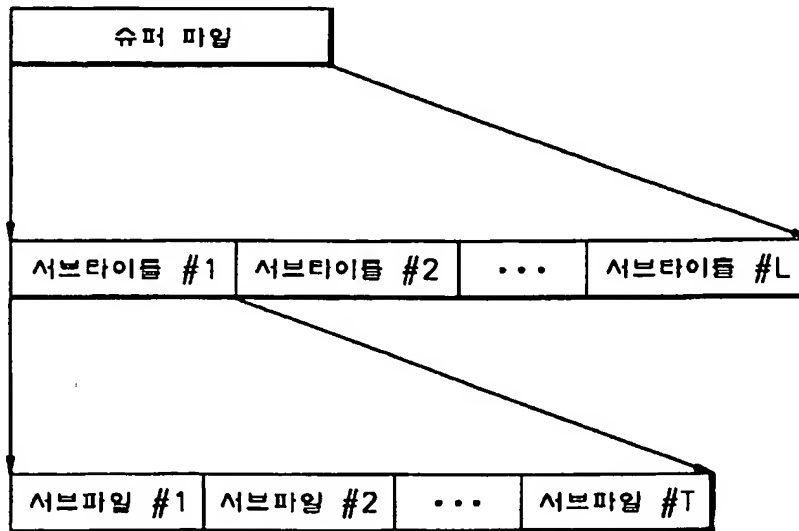 슈퍼 파일
서브타이틀 #1 서브타이틀 #2 ··· 서브타이틀 #L
서브파일 #1 서브파일 #2 ··· 서브파일 #T